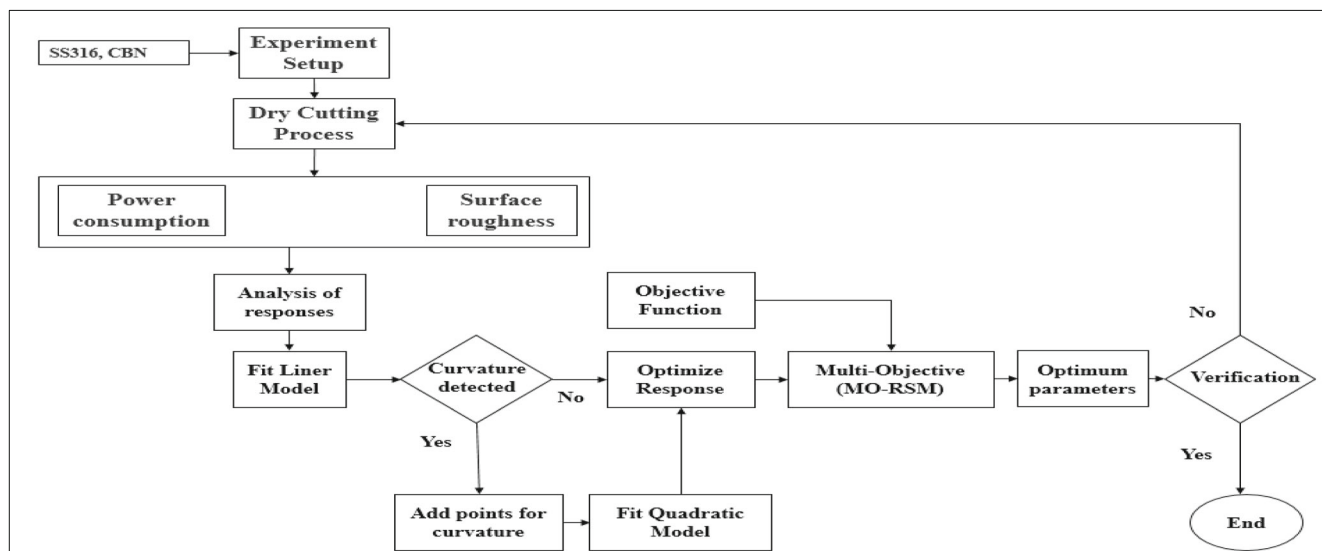 SS316, CBN
Experiment
Setup
Dry Cutting
Process
Power
consumption
Surface
roughness
Analysis of
responses
Fit Liner
Model
Curvature
detected
No
Yes
Add points for
curvature
Fit Quadratic
Model
Optimize
Response
Objective
Function
Multi-Objective
(MO-RSM)
Optimum
parameters
Verification
No
Yes
End